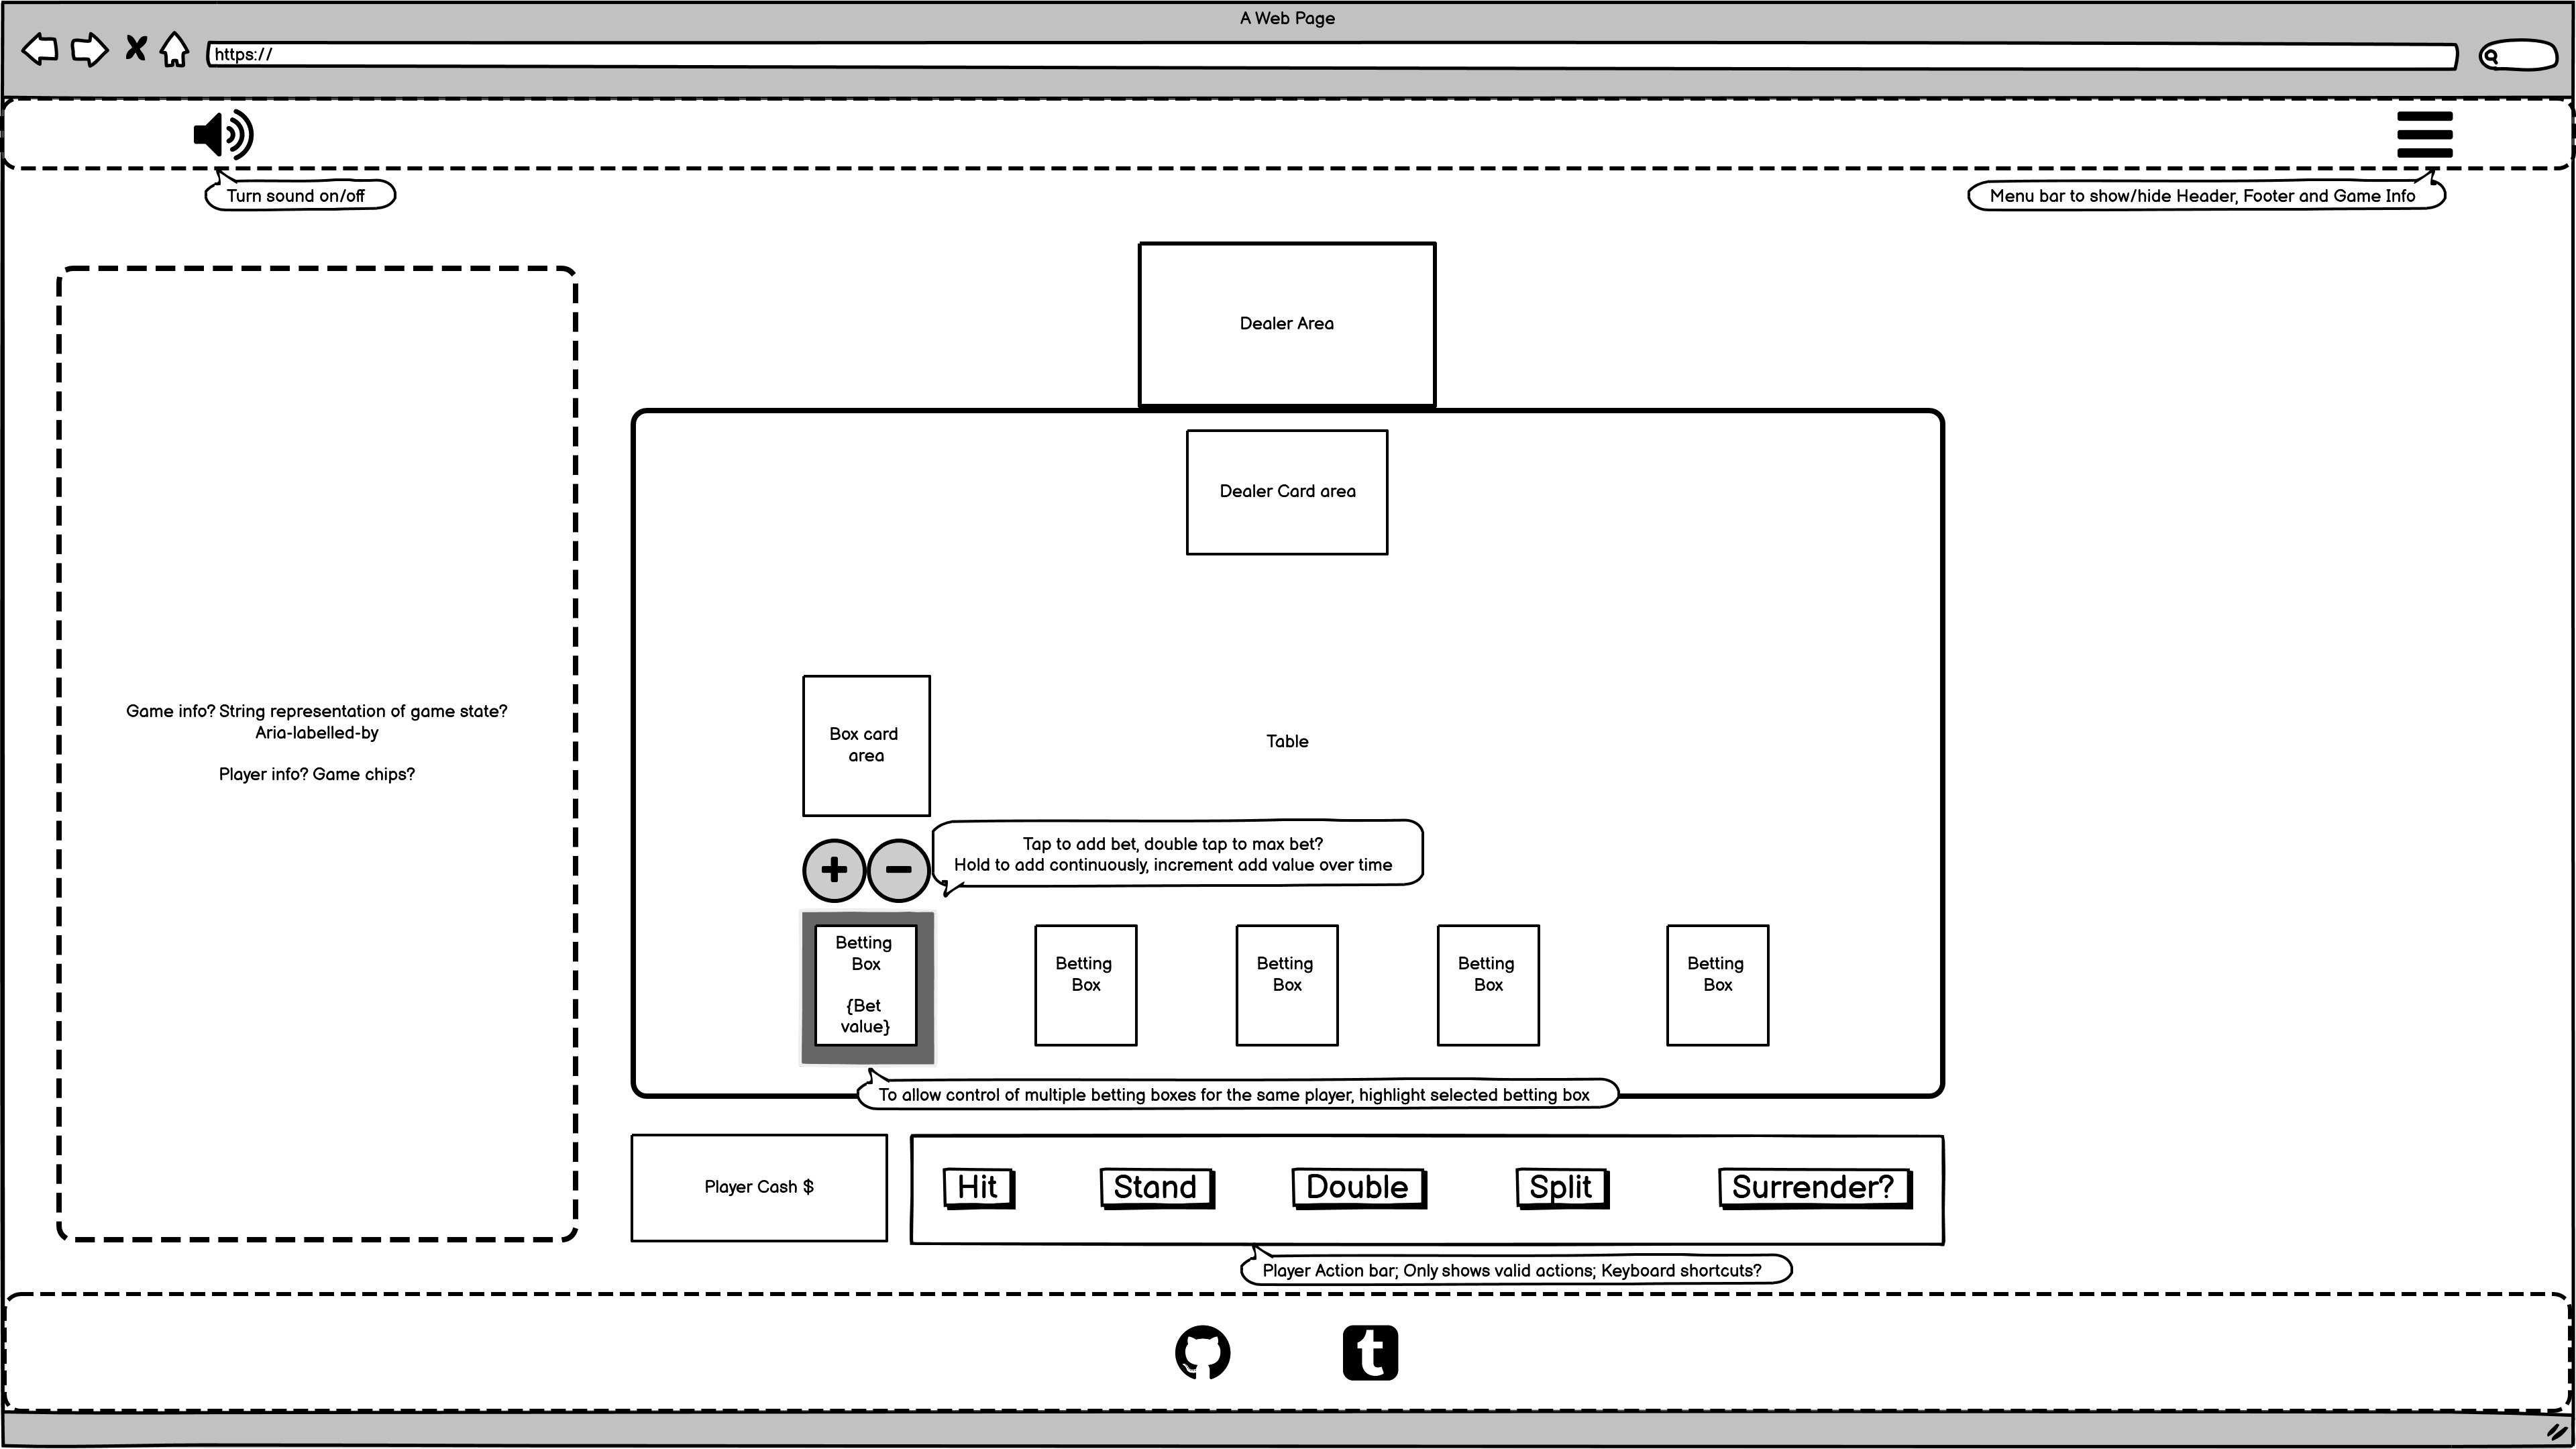 A Web Page
https://
Turn sound on/off
Menu bar to show/hide Header, Footer and Game Info
Dealer Area
Dealer Card area
Game info? String representation of game state?
Aria-labelled-by
Player info? Game chips?
Box card
area
Table
Tap to add bet, double tap to max bet?
Hold to add continuously, increment add value over time
Betting
Box
{Bet
value}
Betting
Box
Betting
Box
Betting
Box
Betting
Box
To allow control of multiple betting boxes for the same player, highlight selected betting box
Player Cash $
Hit
Stand
Double
Split
Surrender?
Player Action bar; Only shows valid actions; Keyboard shortcuts?